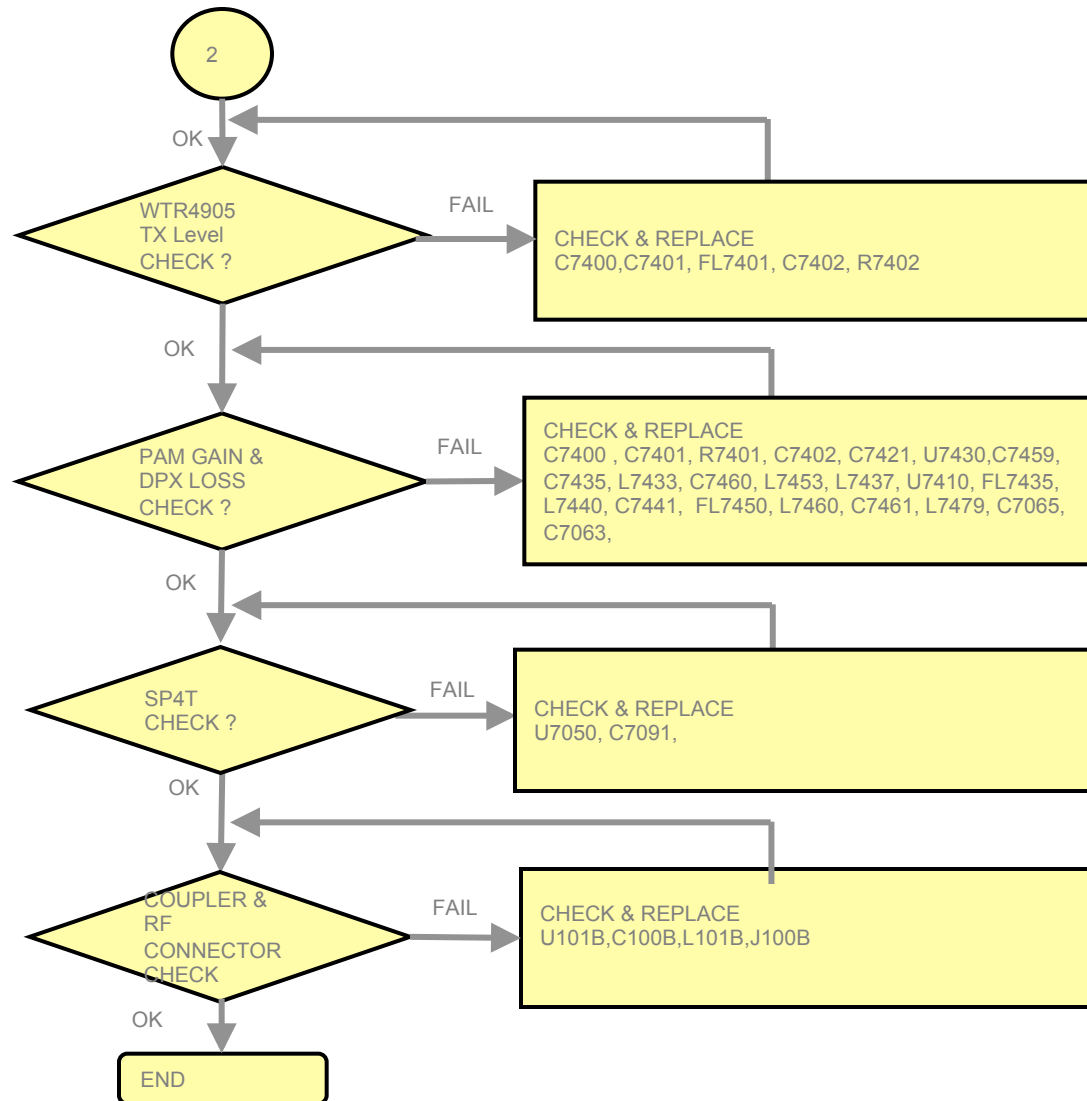 2
OK
WTR4905
TX Level
CHECK ?
FAIL
CHECK & REPLACE
C7400,C7401, FL7401, C7402, R7402
OK
PAM GAIN &
DPX LOSS
CHECK ?
FAIL
CHECK & REPLACE
C7400 , C7401, R7401, C7402, C7421, U7430,C7459,
C7435, L7433, C7460, L7453, L7437, U7410, FL7435,
L7440, C7441, FL7450, L7460, C7461, L7479, C7065,
C7063,
OK
SP4T
CHECK ?
FAIL
CHECK & REPLACE
U7050, C7091,
OK
COUPLER &
RF
CONNECTOR
CHECK
FAIL
CHECK & REPLACE
U101B,C100B,L101B,J100B
OK
END